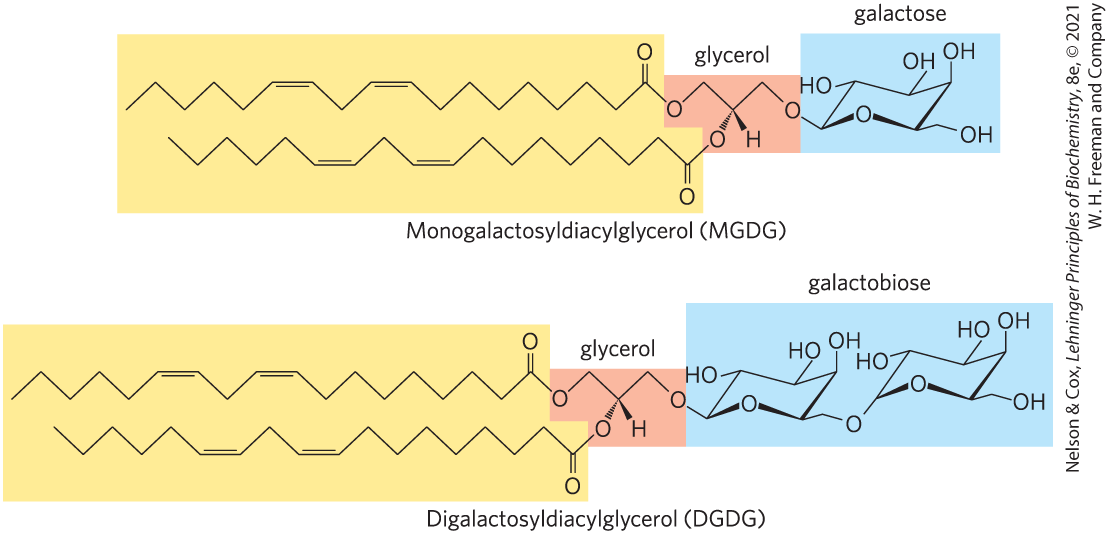 galactose
glycerol
O
O
O
O
H
O
HO
OH
OH
O
OH
Monogalactosyldiacylglycerol (MGDG)
galactobiose
glycerol
O
O
O
O
H
O
HO
HO
OH
O
O
HO
HO
OH
O
OH
Digalactosyldiacylglycerol (DGDG)
Nelson & Cox, Lehninger Principles of Biochemistry, 8e, © 2021
W. H. Freeman and Company